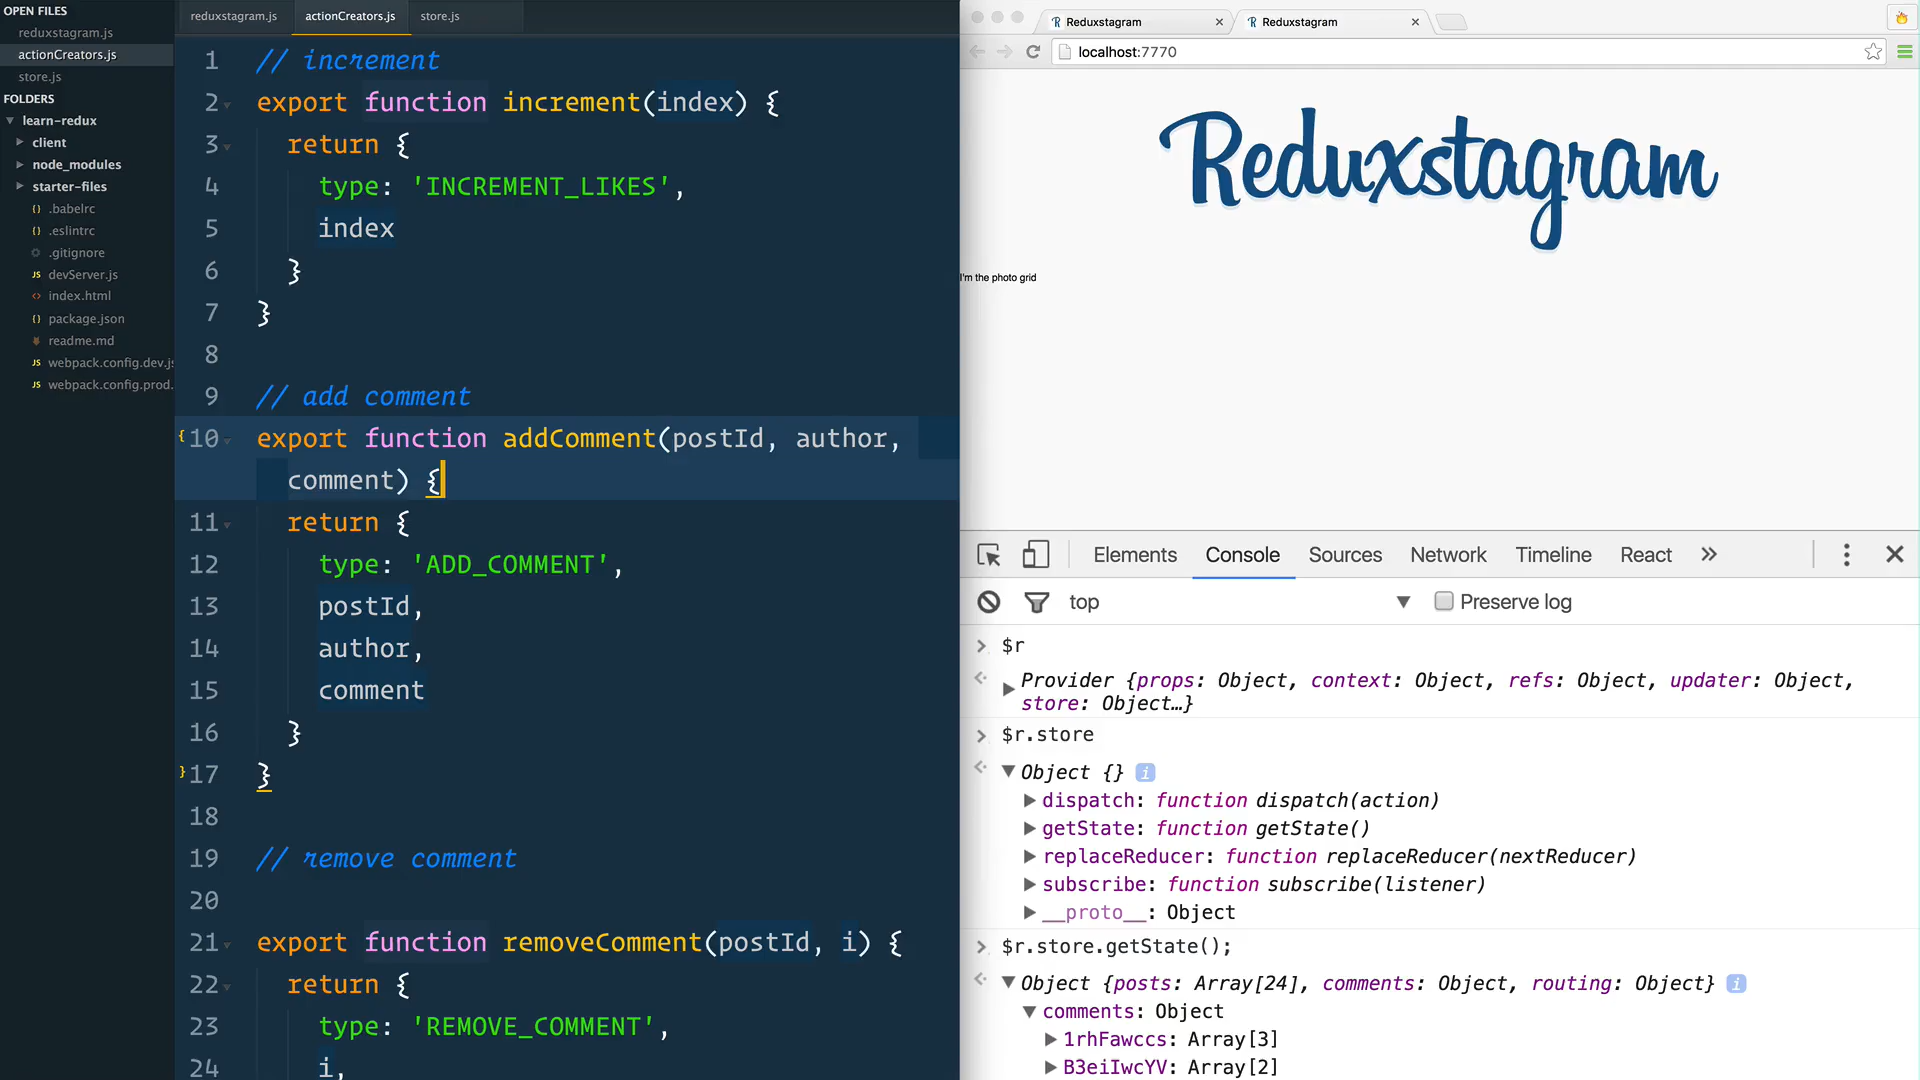 OPEN FILES
reduxstagram.js
actionCreators.js
store.js
FOLDERS
learn-redux
client
node_modules
starter-files
.babelrc
.eslintrc
.gitignore
devServer.js
index.html
package.json
readme.md
webpack.config.dev.js
webpack.config.prod.
reduxstagram.js
actionCreators.js
store.js
1 // increment
2 export function increment(index) {
3 return {
4 type: 'INCREMENT_LIKES',
5 index
6 }
7 }
8
9 // add comment
10 export function addComment(postId, author,
comment) {
11 return {
12 type: 'ADD_COMMENT',
13 postId,
14 author,
15 comment
16 }
17 }
18
19 // remove comment
20
21 export function removeComment(postId, i) {
22 return {
23 type: 'REMOVE_COMMENT',
24 i,
Reduxstagram
Reduxstagram
localhost:7770
Reduxstagram
I'm the photo grid
Elements Console Sources Network Timeline React
top Preserve log
$r
Provider {props: Object, context: Object, refs: Object, updater: Object,
store: Object…}
$r.store
Object {}
dispatch: function dispatch(action)
getState: function getState()
replaceReducer: function replaceReducer(nextReducer)
subscribe: function subscribe(listener)
__proto__: Object
$r.store.getState();
Object {posts: Array[24], comments: Object, routing: Object}
comments: Object
1rhFawccs: Array[3]
B3eiIwcYV: Array[2]